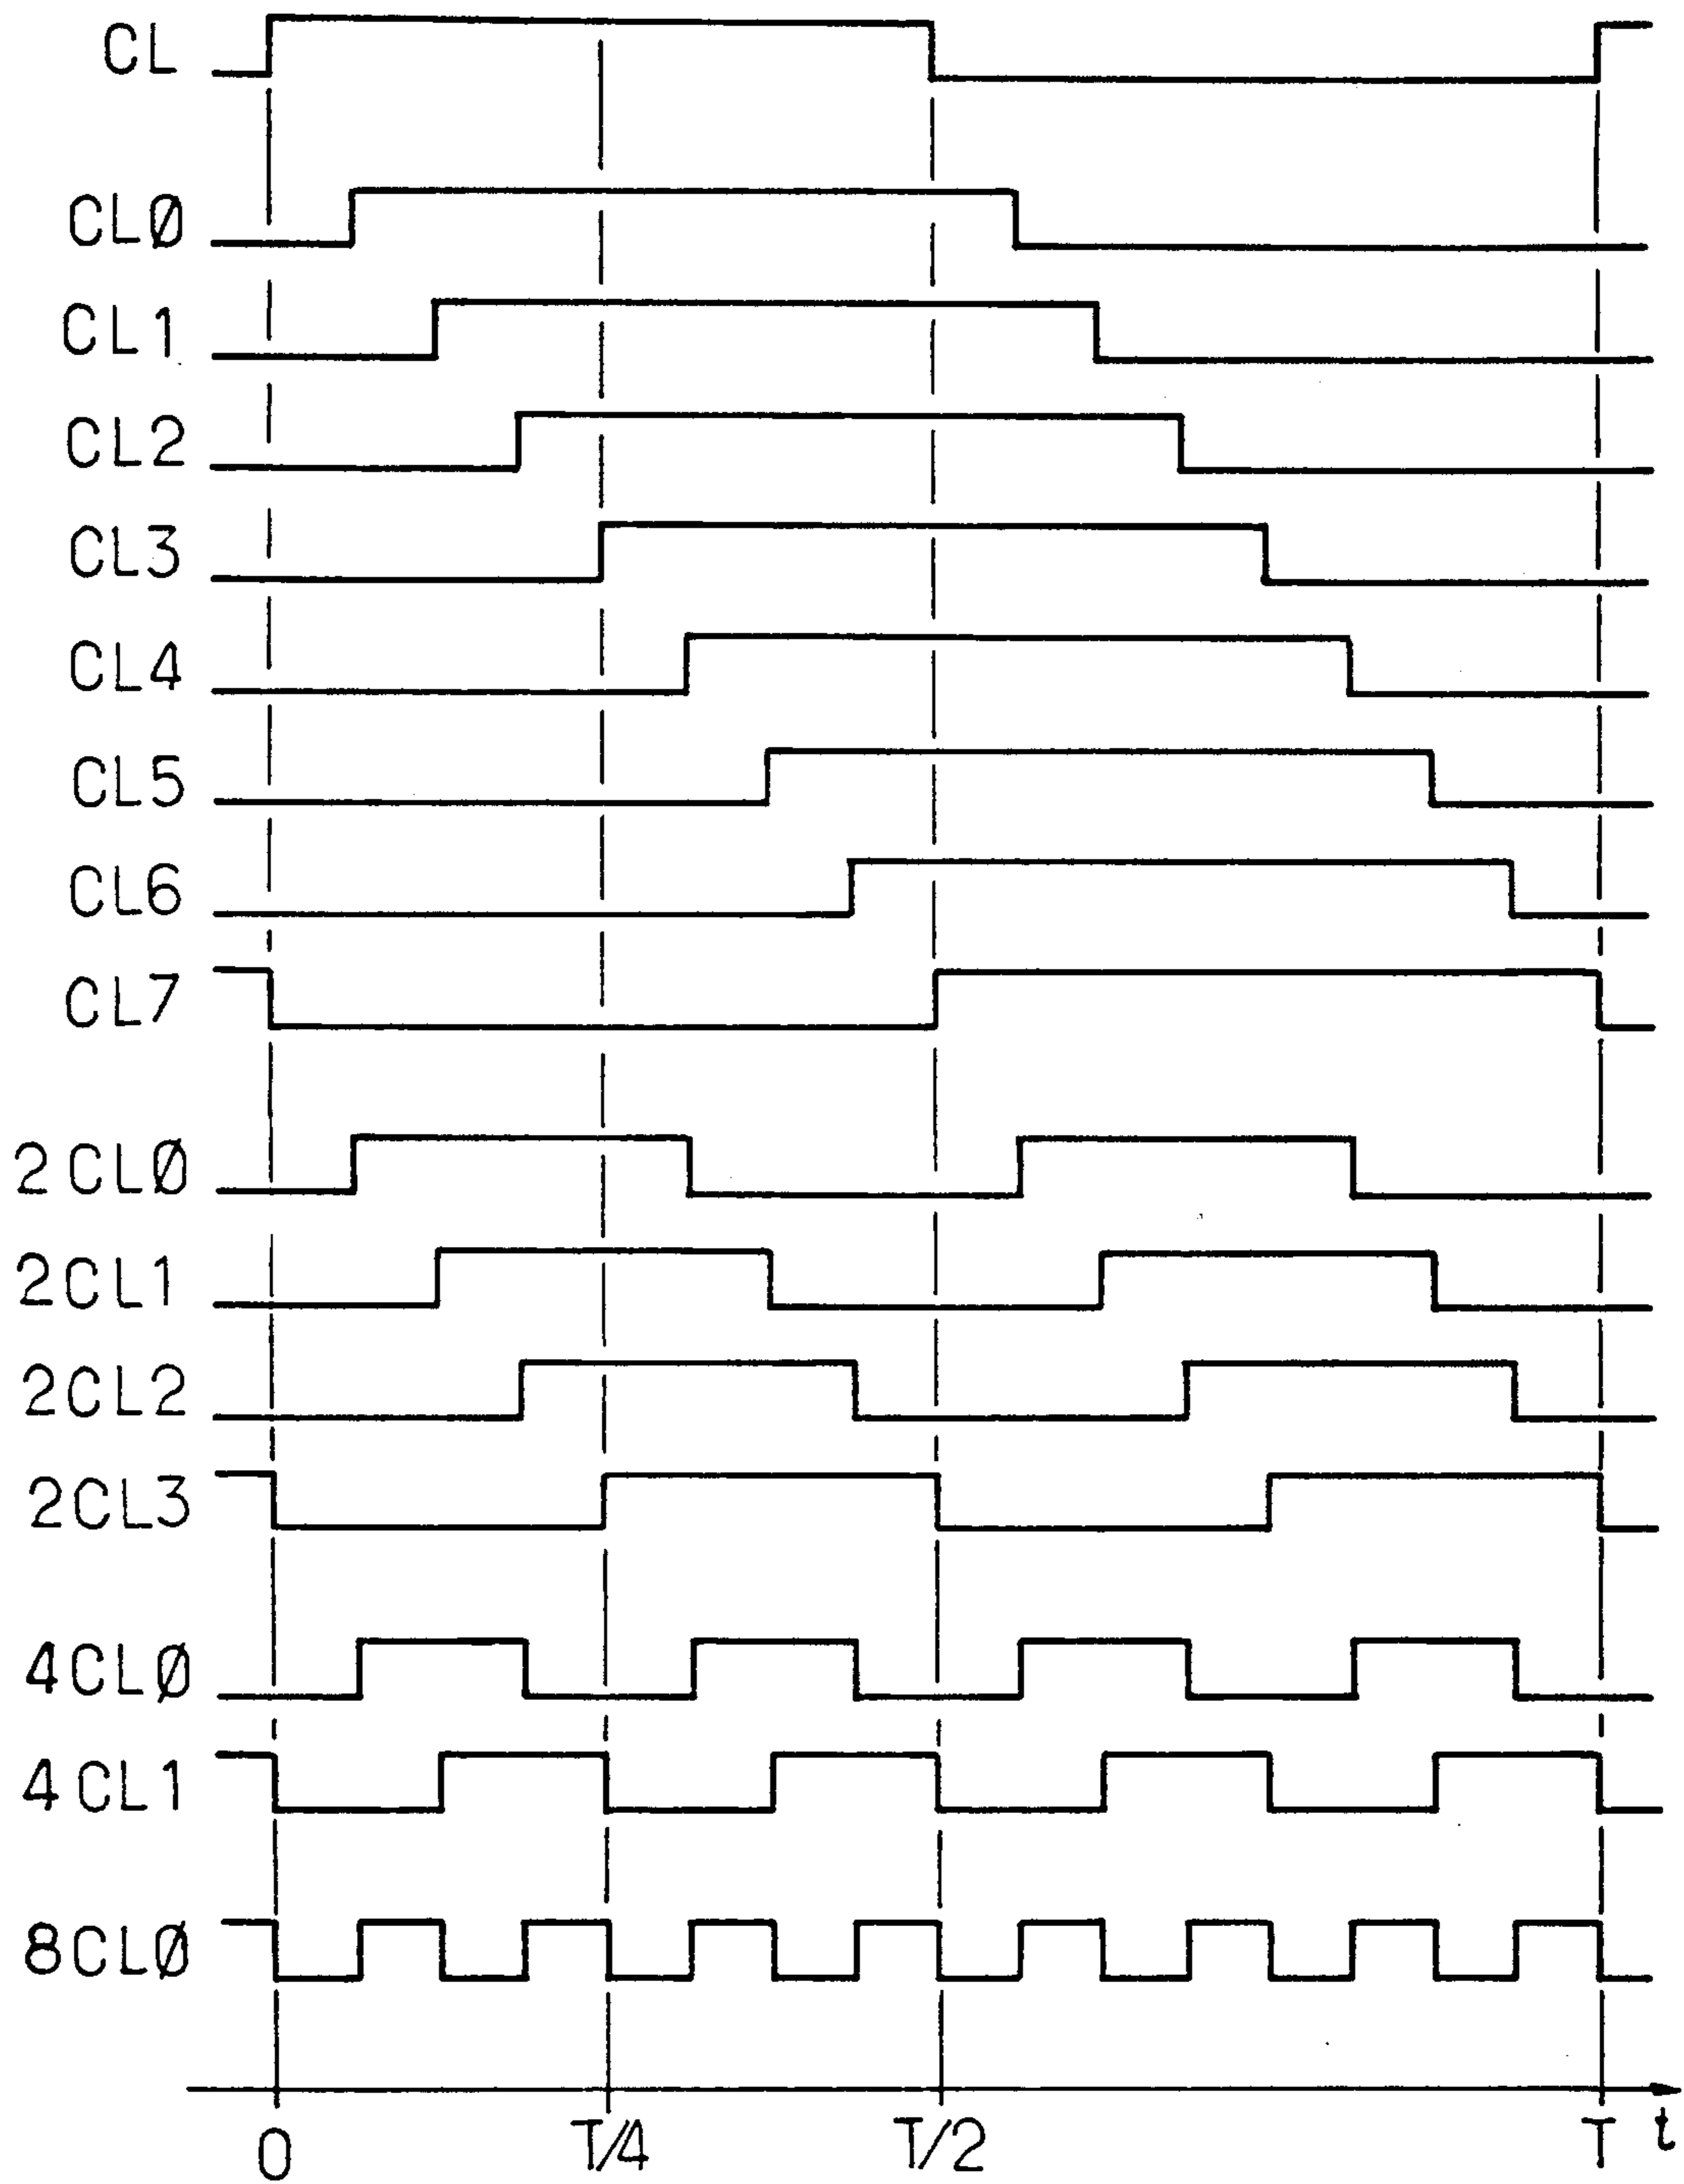 CL
CLØ
CL1
CL2
CL3
CL4
CL5
CL6
CL7
2CLØ
2CL1
2CL2
2CL3
4CLØ
4CL1
8CLØ
0 T/4 T/2 T t